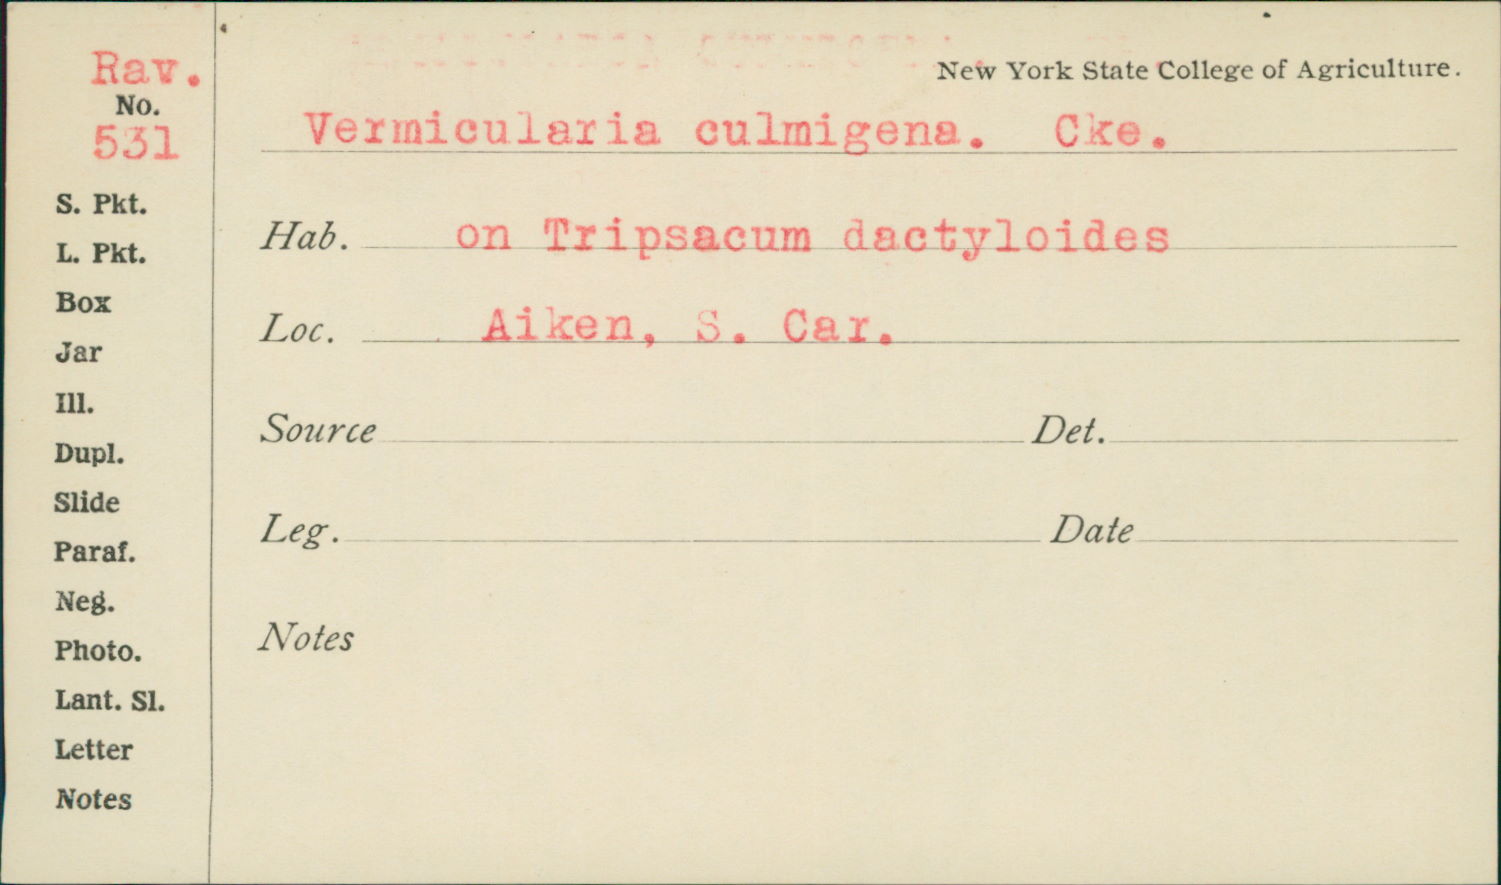 Rav.
No.
531
S. Pkt.
L. Pkt.
Box
Jar
Ill.
Dupl.
Slide
Paraf.
Neg.
Photo.
Lant. Sl.
Letter
Notes
New York State College of Agriculture.
Vermicularia culmigena. Cke.
Hab. on Tripsacum dactyloides
Loc. Aiken, S. Car.
Source Det.
Leg. Date
Notes